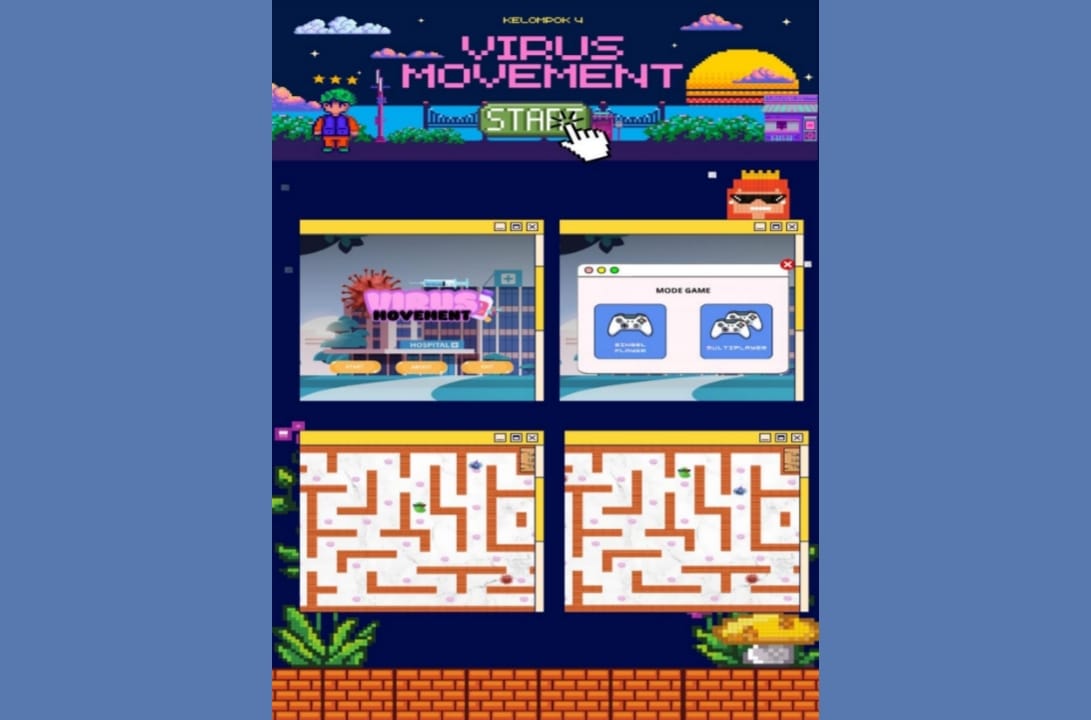 KELOMPOK 4
VIRUS
MOVEMENT
START
VIRUS
MOVEMENT
HOSPITAL
START
ABOUT
EXIT
MODE GAME
SINGEL
PLAYER
MULTIPLAYER